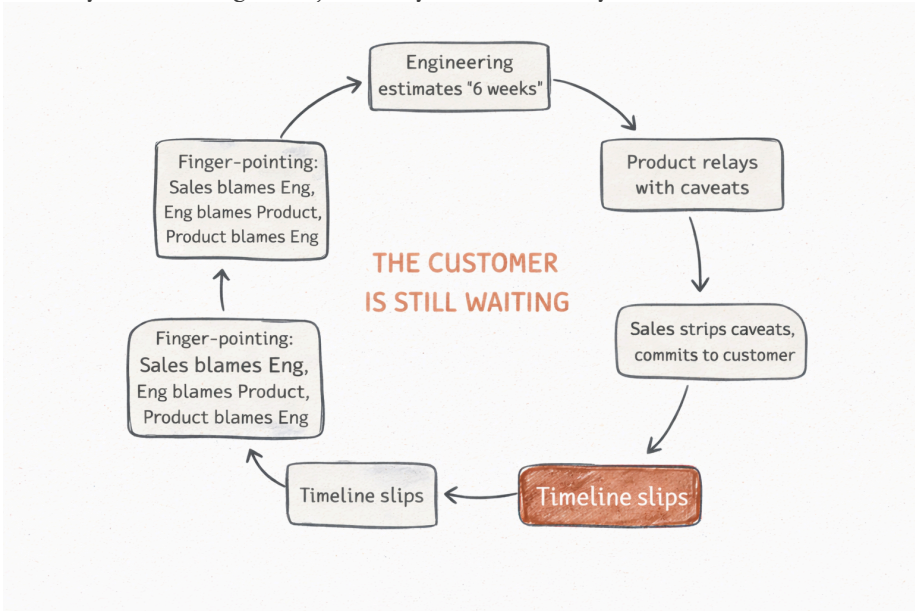 Engineering
estimates "6 weeks"
Product relays
with caveats
Sales strips caveats,
commits to customer
Timeline slips
Timeline slips
Finger-pointing:
Sales blames Eng,
Eng blames Product,
Product blames Eng
Finger-pointing:
Sales blames Eng,
Eng blames Product,
Product blames Eng
THE CUSTOMER
IS STILL WAITING